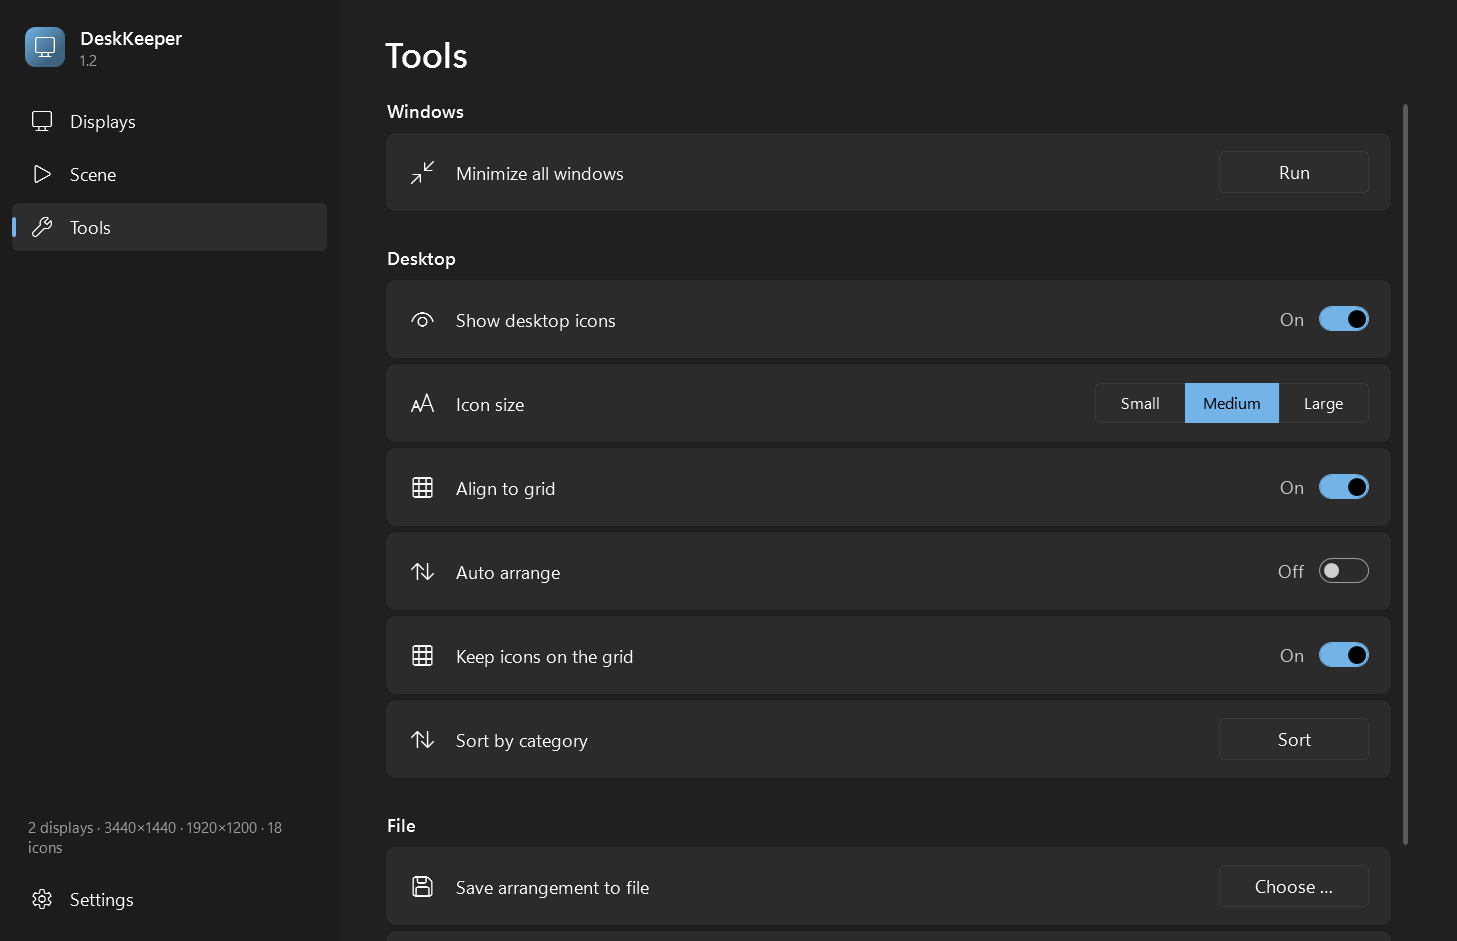 DeskKeeper
1.2
Displays
Scene
Tools
2 displays · 3440×1440 · 1920×1200 · 18
icons
Settings
Tools
Windows
Minimize all windows
Run
Desktop
Show desktop icons
On
Icon size
Small
Medium
Large
Align to grid
On
Auto arrange
Off
Keep icons on the grid
On
Sort by category
Sort
File
Save arrangement to file
Choose ...